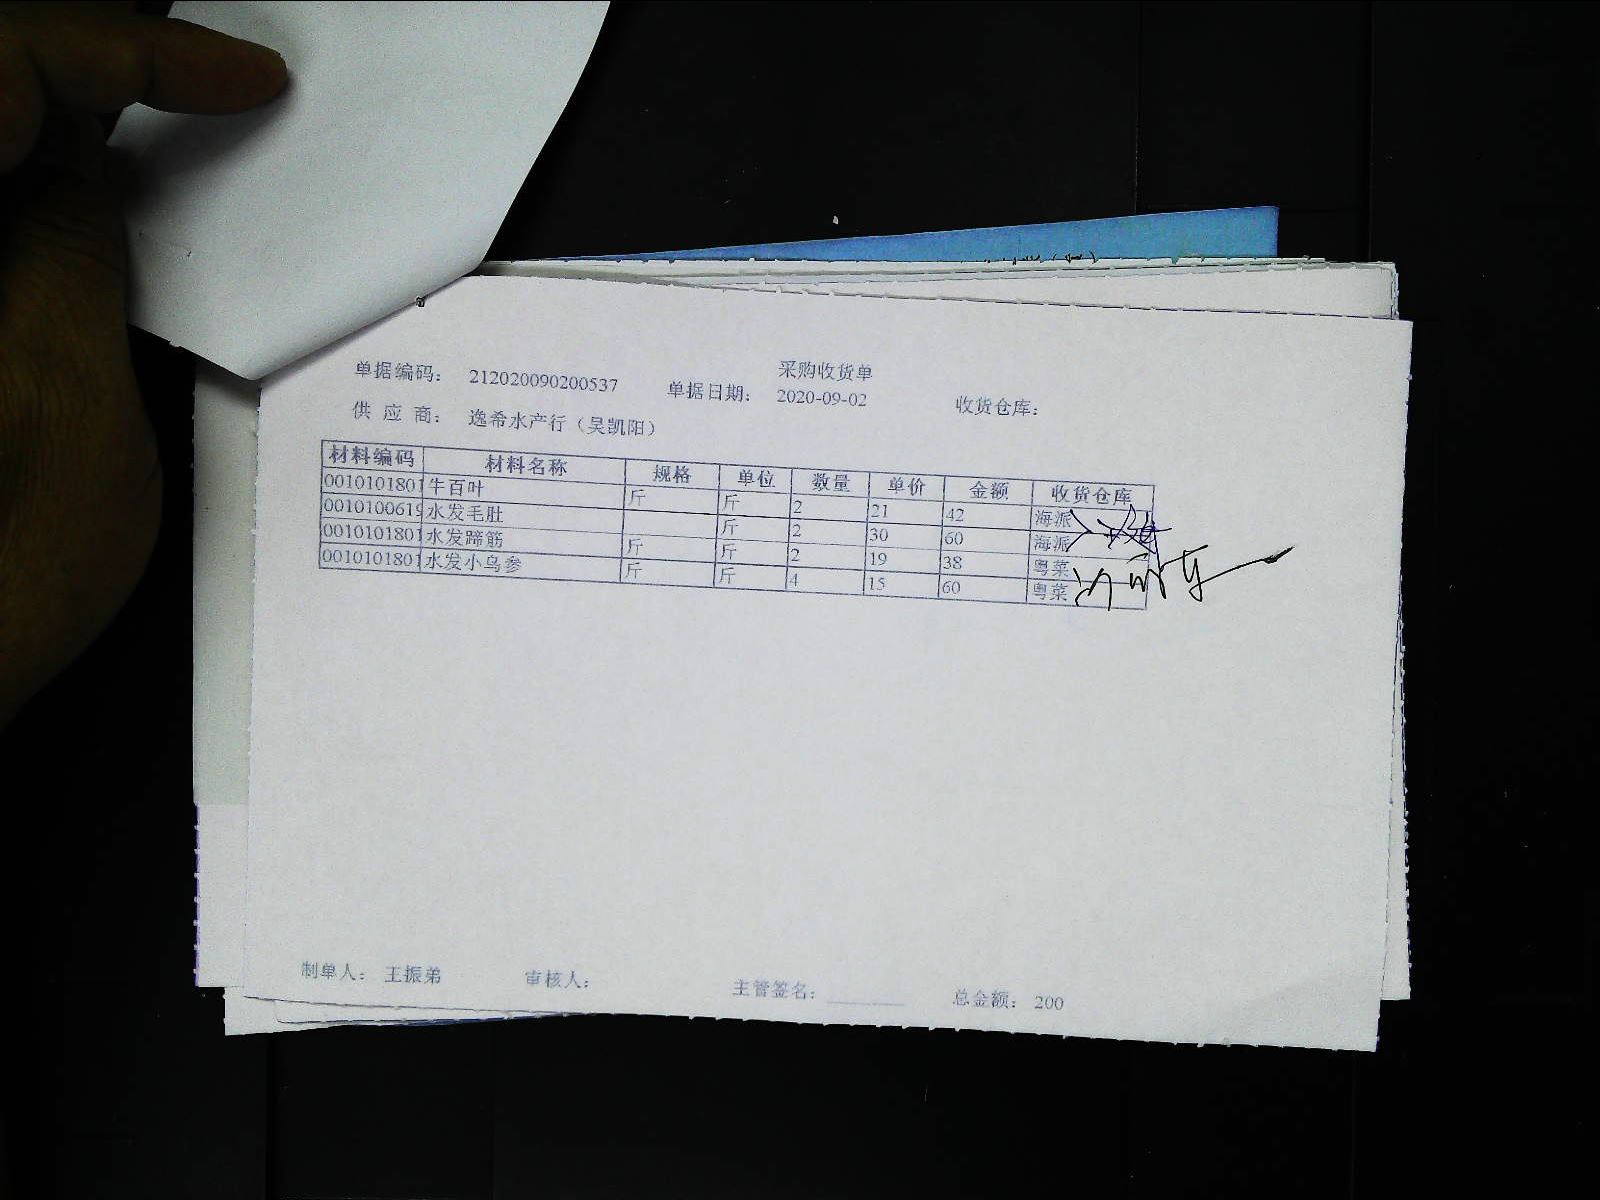 采购收货单
单据编码： 212020090200537 单据日期： 2020-09-02 收货仓库：
供 应 商： 逸希水产行（吴凯阳）
材料编码 材料名称 规格 单位 数量 单价 金额 收货仓库
0010101801 牛百叶 斤 斤 2 21 42 海派
0010100619 水发毛肚 斤 2 30 60 海派
0010101801 水发蹄筋 斤 斤 2 19 38 粤菜
0010101801 水发小乌参 斤 斤 4 15 60 粤菜
制单人： 王振弟 审核人： 主管签名： 总金额： 200